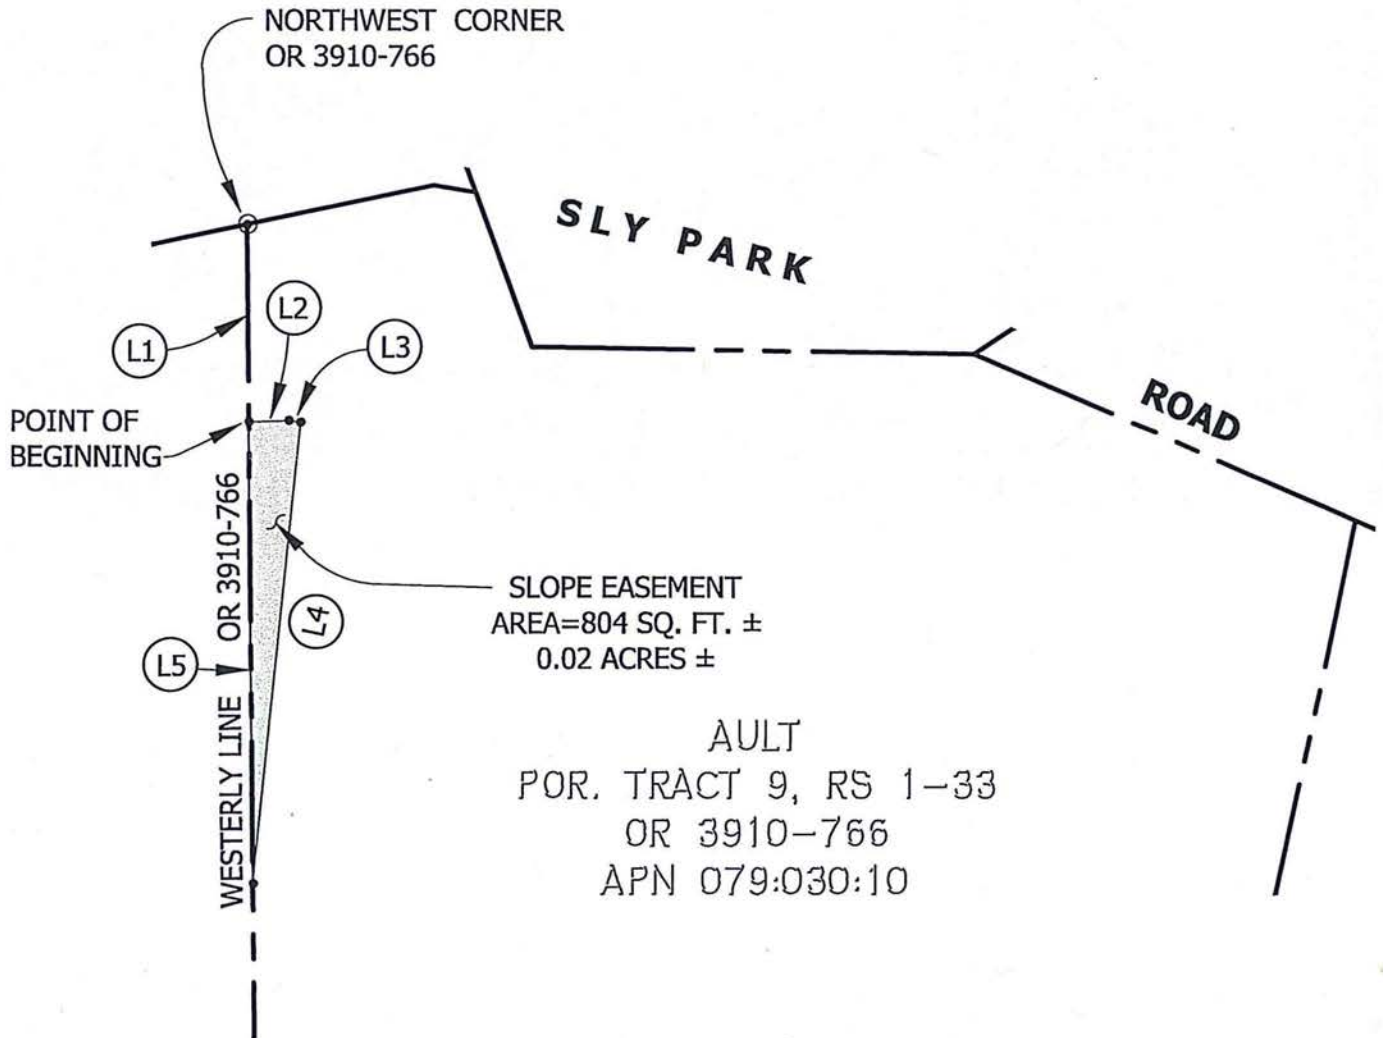 NORTHWEST CORNER
OR 3910-766
SLY PARK
ROAD
L1
L2
L3
POINT OF
BEGINNING
WESTERLY LINE OR 3910-766
L4
L5
SLOPE EASEMENT
AREA=804 SQ. FT. ±
0.02 ACRES ±
AULT
POR. TRACT 9, RS 1-33
OR 3910-766
APN 079:030:10